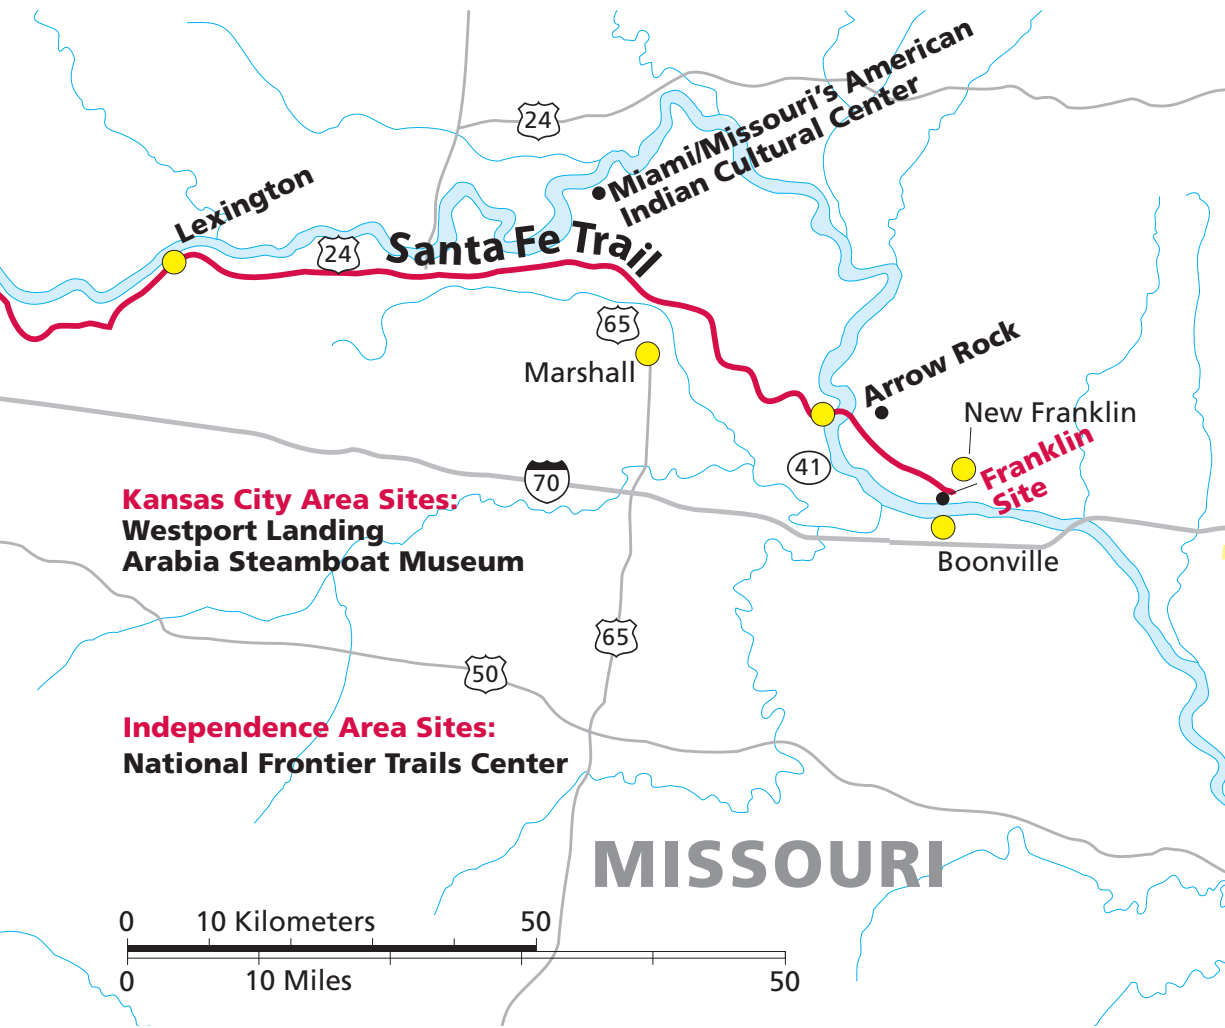 Miami/Missouri's American
Indian Cultural Center
24
Lexington
24
Santa Fe Trail
65
Marshall
Arrow Rock
New Franklin
Franklin
Site
41
70
Kansas City Area Sites:
Westport Landing
Arabia Steamboat Museum
Boonville
65
50
Independence Area Sites:
National Frontier Trails Center
MISSOURI
0 10 Kilometers 50
0 10 Miles 50